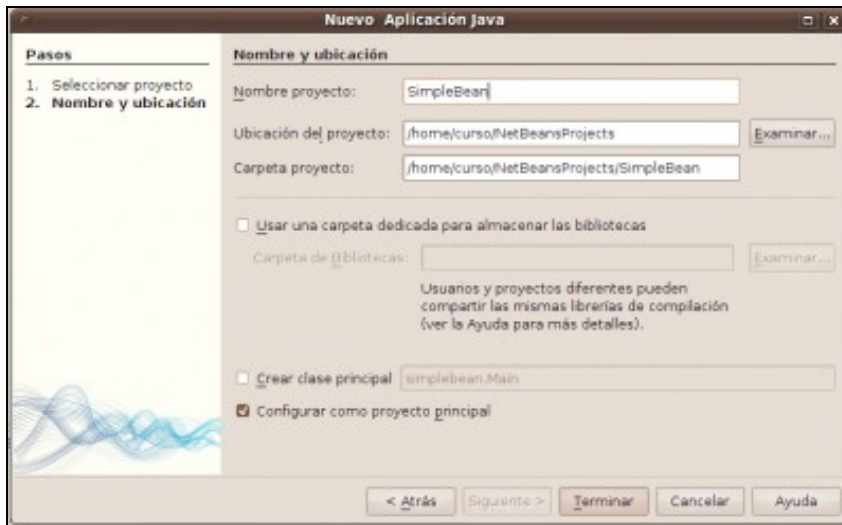 Nuevo Aplicación Java
Pasos
1. Seleccionar proyecto
2. Nombre y ubicación
Nombre y ubicación
Nombre proyecto: SimpleBean
Ubicación del proyecto: /home/curso/NetBeansProjects Examinar...
Carpeta proyecto: /home/curso/NetBeansProjects/SimpleBean
Usar una carpeta dedicada para almacenar las bibliotecas
Carpeta de Bibliotecas: Examinar...
Usuarios y proyectos diferentes pueden
compartir las mismas librerías de compilación
(ver la Ayuda para más detalles).
Crear clase principal simplebean.Main
Configurar como proyecto principal
< Atrás Siguiente > Terminar Cancelar Ayuda